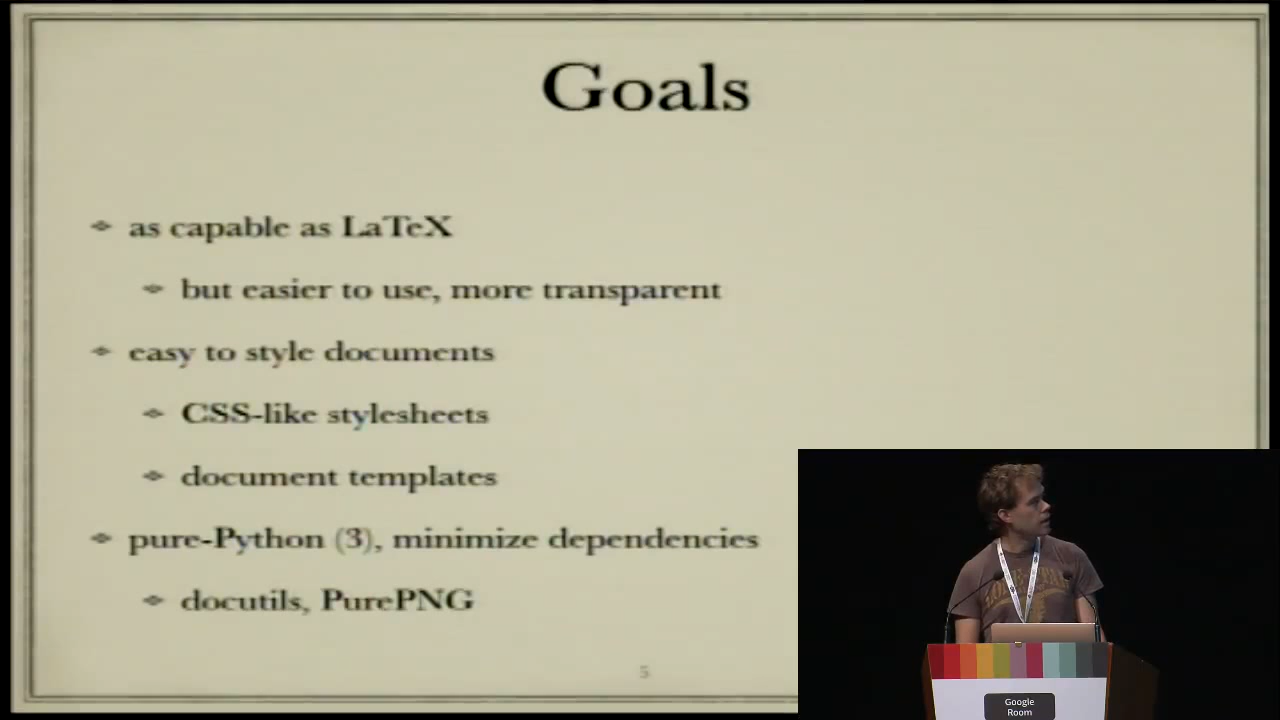 Goals
as capable as LaTeX
but easier to use, more transparent
easy to style documents
CSS-like stylesheets
document templates
pure-Python (3), minimize dependencies
docutils, PurePNG
5
Google
Room